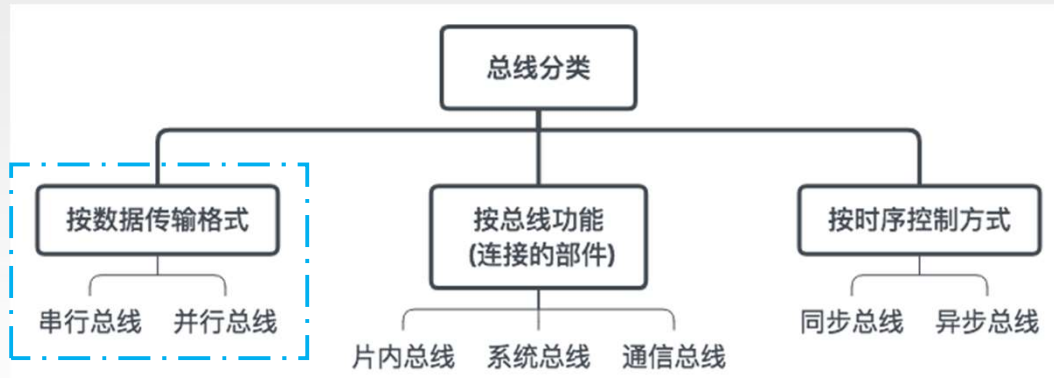 总线分类
按数据传输格式
按总线功能
(连接的部件)
按时序控制方式
串行总线
并行总线
片内总线
系统总线
通信总线
同步总线
异步总线